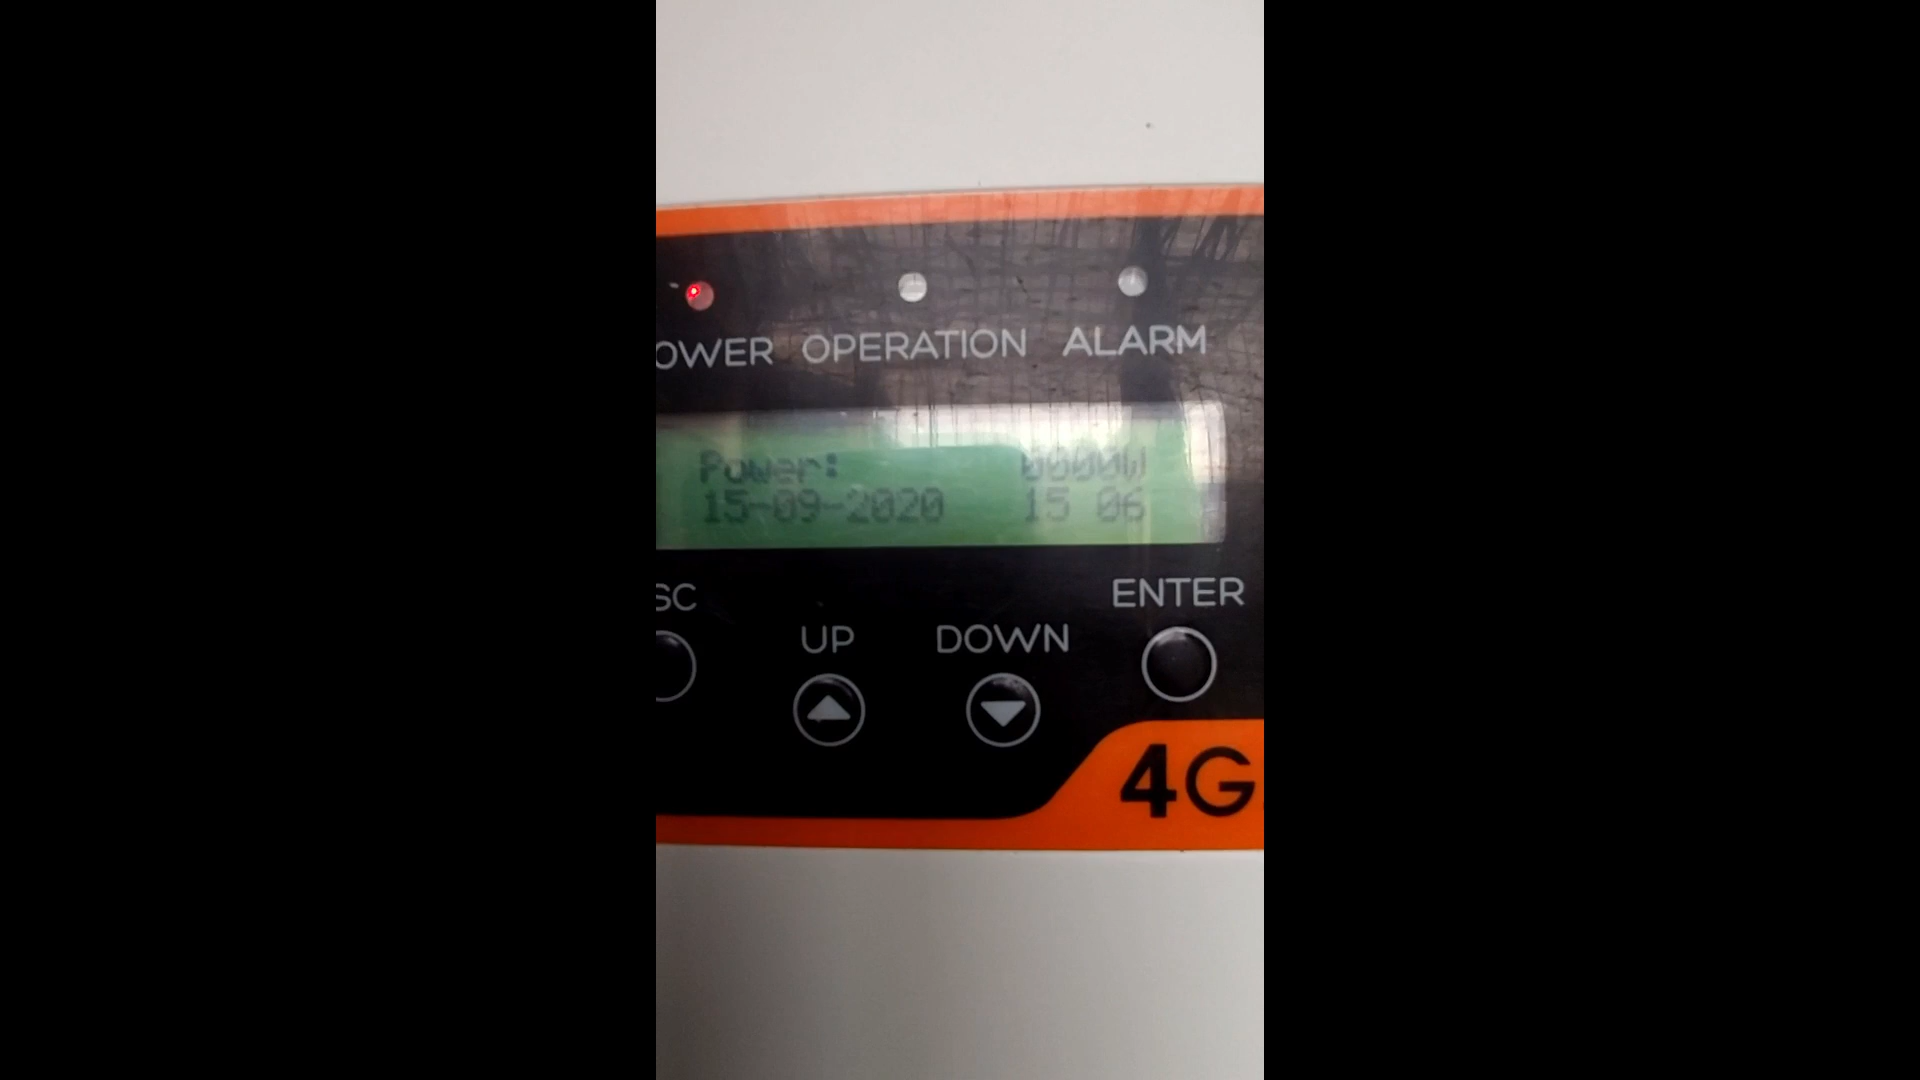 OWER OPERATION ALARM
Power: 0000W
15-09-2020 15 06
SC UP DOWN ENTER
4G